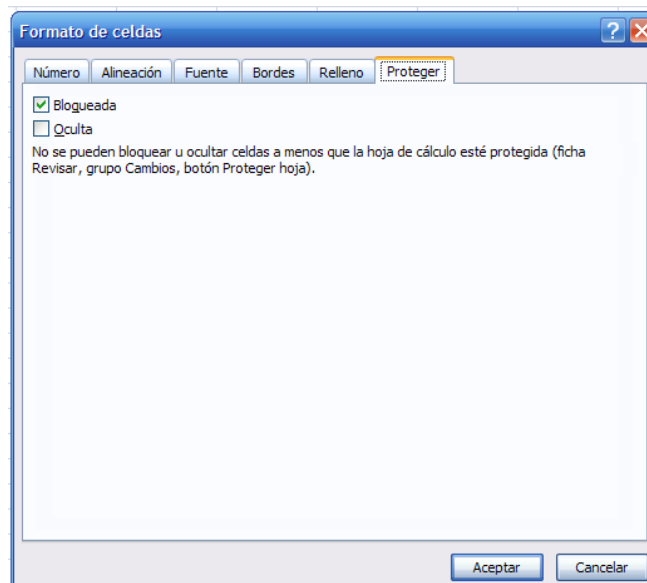 Formato de celdas
Número Alineación Fuente Bordes Relleno Proteger
Bloqueada
Oculta
No se pueden bloquear u ocultar celdas a menos que la hoja de cálculo esté protegida (ficha
Revisar, grupo Cambios, botón Proteger hoja).
Aceptar Cancelar